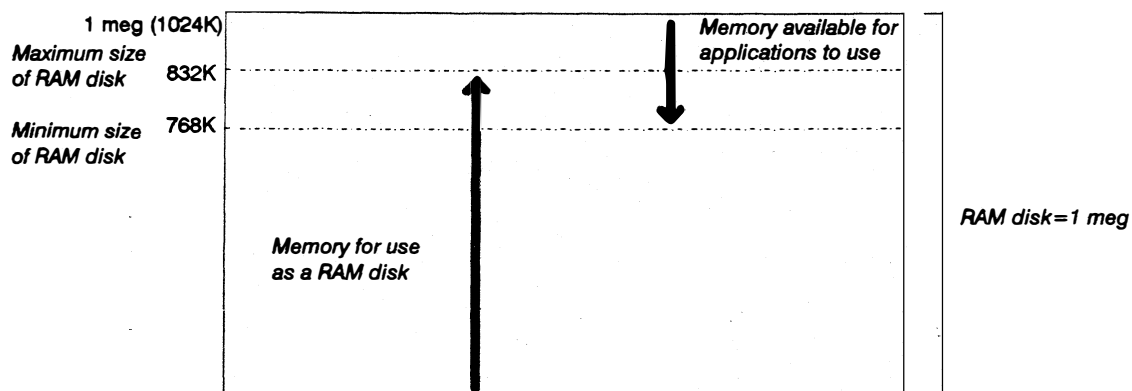 1 meg (1024K)
Maximum size
of RAM disk
832K
Minimum size
of RAM disk
768K
Memory available for
applications to use
Memory for use
as a RAM disk
RAM disk=1 meg